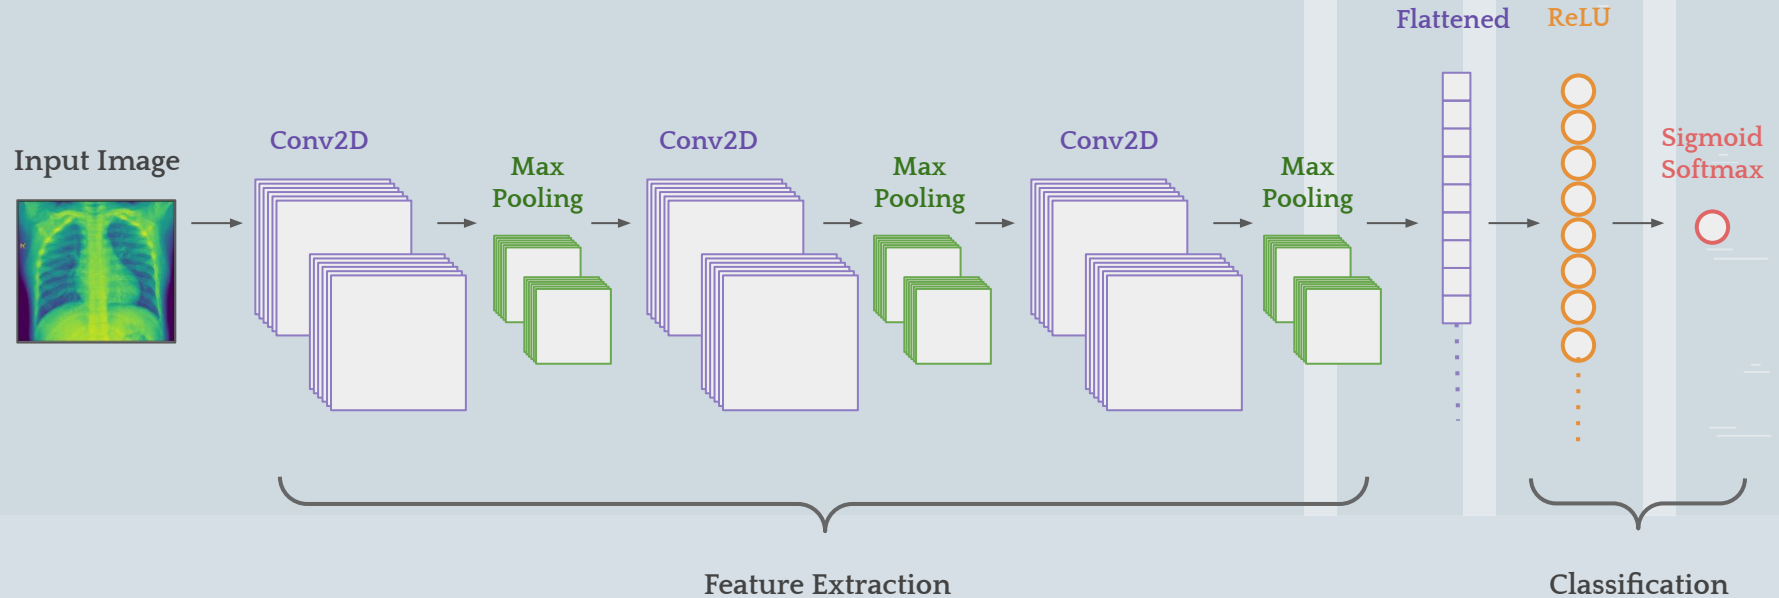 Input Image
Conv2D
Max
Pooling
Conv2D
Max
Pooling
Conv2D
Max
Pooling
Flattened
ReLU
Sigmoid
Softmax
Feature Extraction
Classification